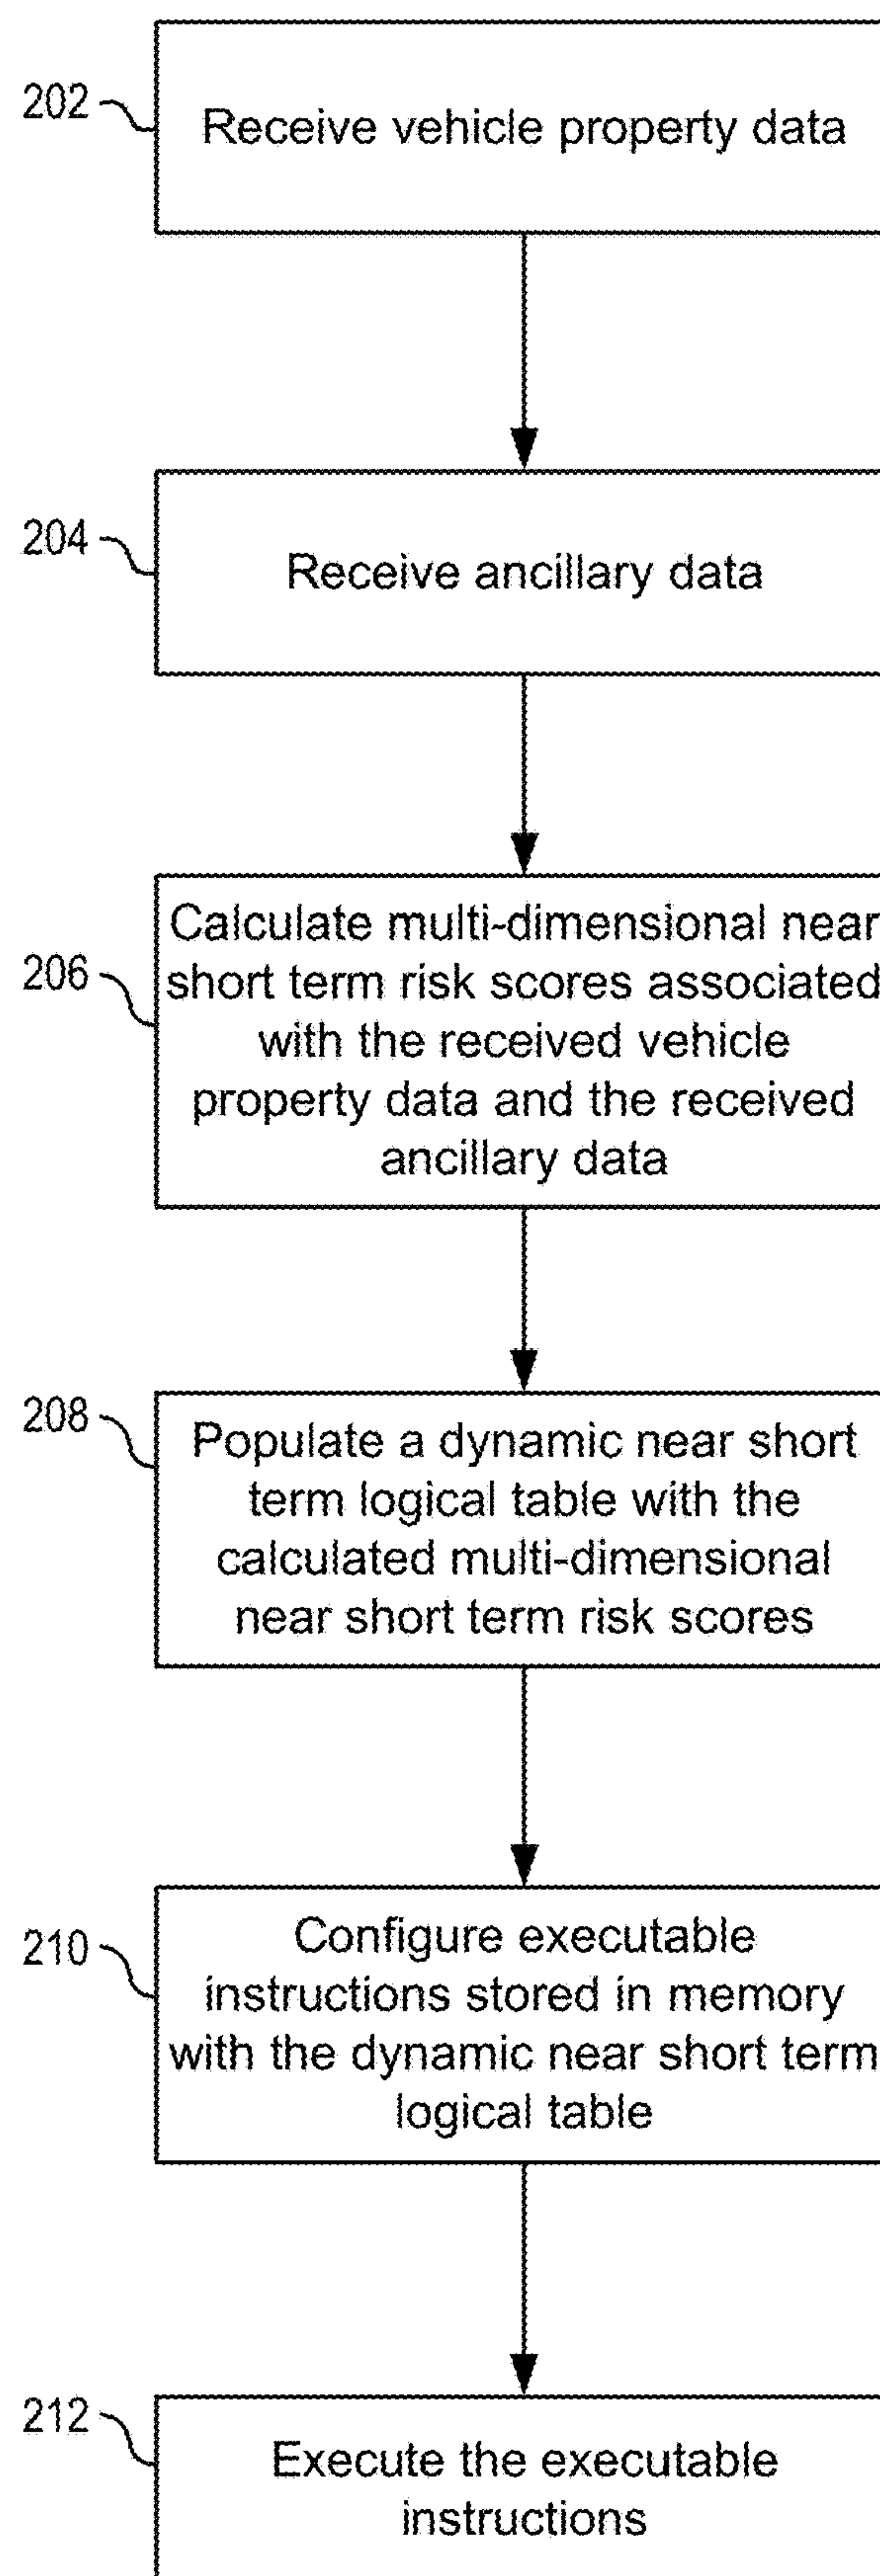 202
Receive vehicle property data
204
Receive ancillary data
206
Calculate multi-dimensional near
short term risk scores associated
with the received vehicle
property data and the received
ancillary data
208
Populate a dynamic near short
term logical table with the
calculated multi-dimensional
near short term risk scores
210
Configure executable
instructions stored in memory
with the dynamic near short term
logical table
212
Execute the executable
instructions